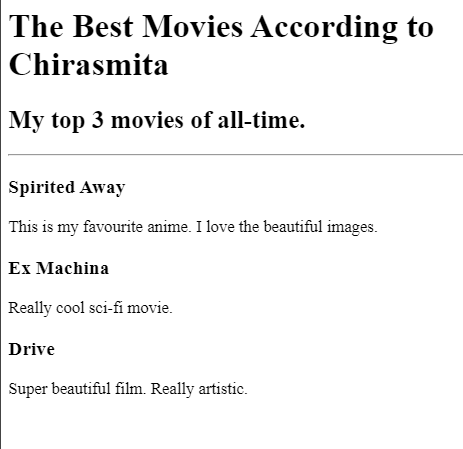 The Best Movies According to
Chirasmita
My top 3 movies of all-time.
Spirited Away
This is my favourite anime. I love the beautiful images.
Ex Machina
Really cool sci-fi movie.
Drive
Super beautiful film. Really artistic.